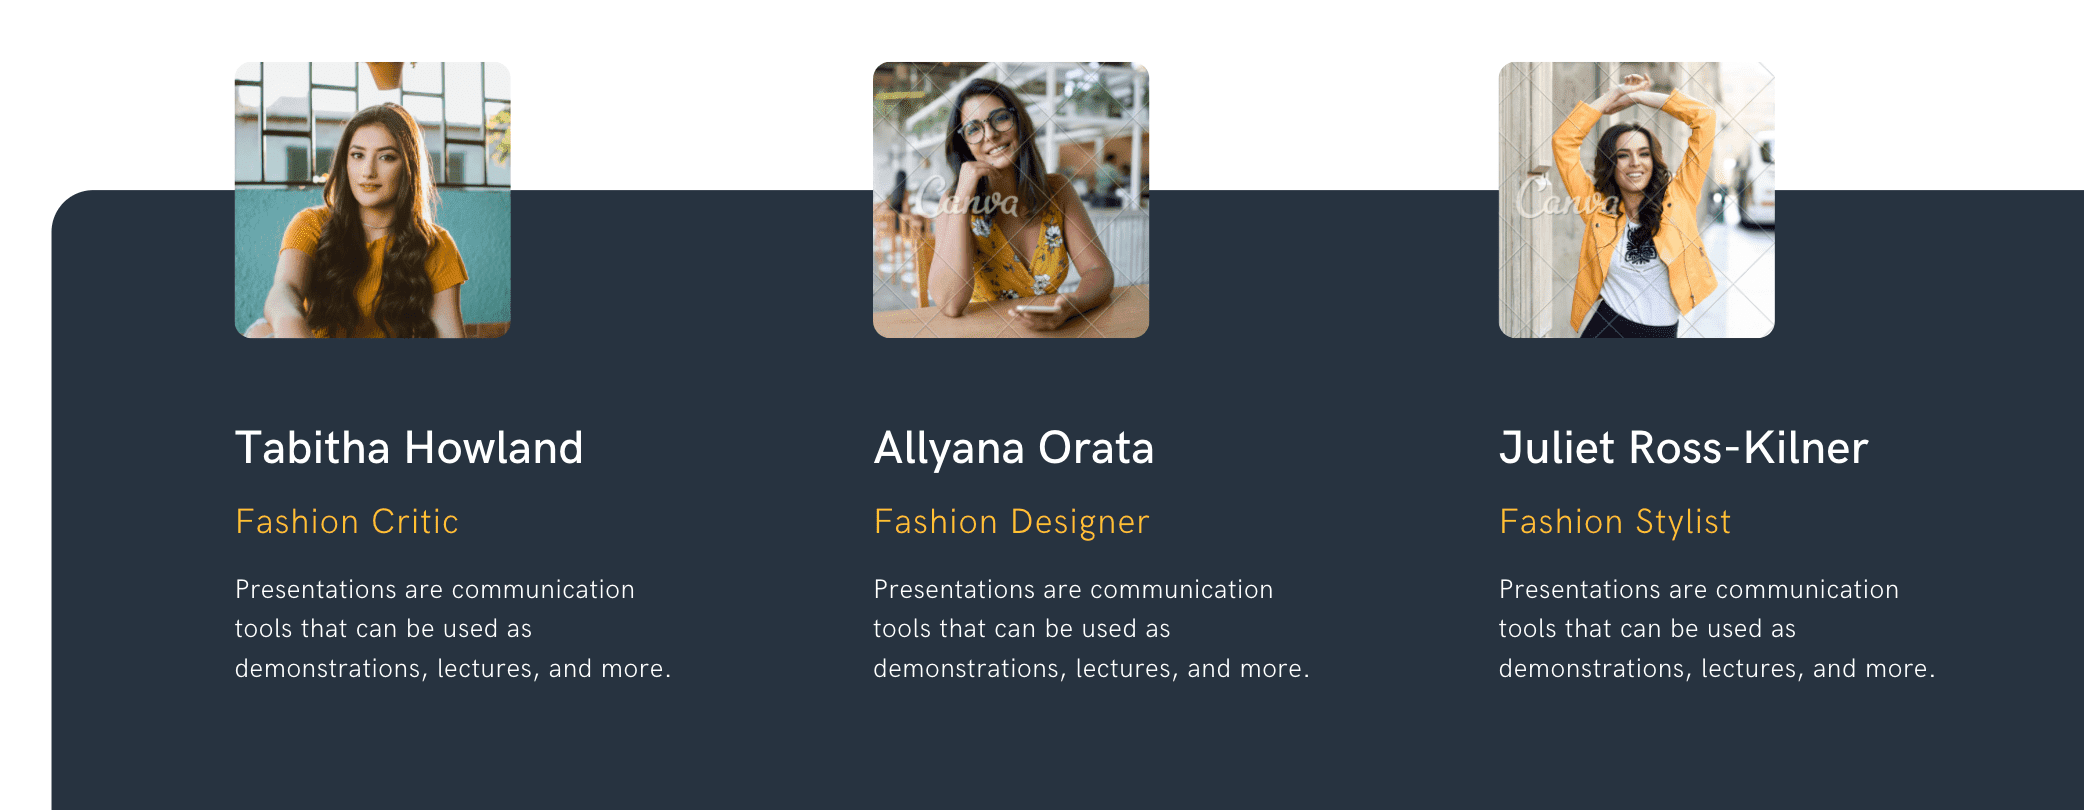 Canva
Canva
Tabitha Howland
Fashion Critic
Presentations are communication
tools that can be used as
demonstrations, lectures, and more.
Allyana Orata
Fashion Designer
Presentations are communication
tools that can be used as
demonstrations, lectures, and more.
Juliet Ross-Kilner
Fashion Stylist
Presentations are communication
tools that can be used as
demonstrations, lectures, and more.